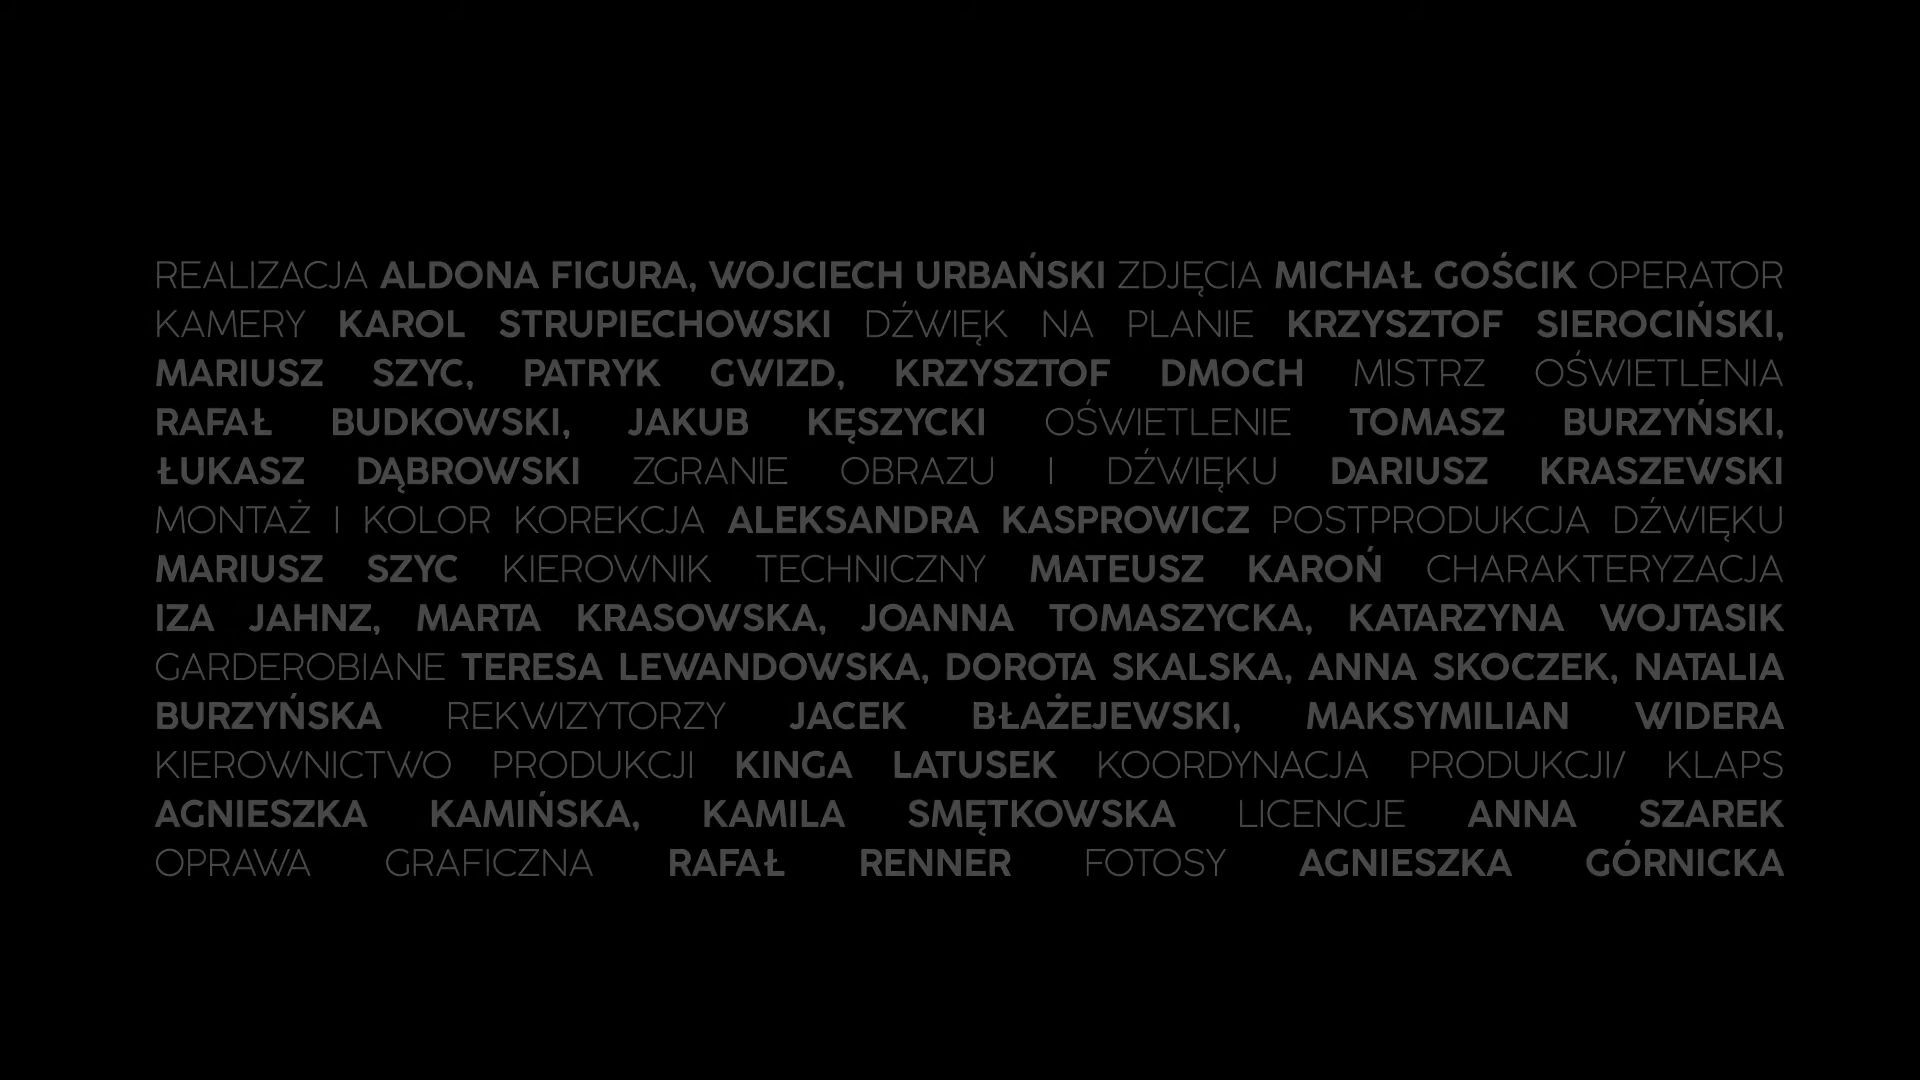 REALIZACJA ALDONA FIGURA, WOJCIECH URBAŃSKI ZDJĘCIA MICHAŁ GOŚCIK OPERATOR
KAMERY KAROL STRUPIECHOWSKI DŹWIĘK NA PLANIE KRZYSZTOF SIEROCIŃSKI,
MARIUSZ SZYC, PATRYK GWIZD, KRZYSZTOF DMOCH MISTRZ OŚWIETLENIA
RAFAŁ BUDKOWSKI, JAKUB KĘSZYCKI OŚWIETLENIE TOMASZ BURZYŃSKI,
ŁUKASZ DĄBROWSKI ZGRANIE OBRAZU I DŹWIĘKU DARIUSZ KRASZEWSKI
MONTAŻ I KOLOR KOREKCJA ALEKSANDRA KASPROWICZ POSTPRODUKCJA DŹWIĘKU
MARIUSZ SZYC KIEROWNIK TECHNICZNY MATEUSZ KAROŃ CHARAKTERYZACJA
IZA JAHNZ, MARTA KRASOWSKA, JOANNA TOMASZYCKA, KATARZYNA WOJTASIK
GARDEROBIANE TERESA LEWANDOWSKA, DOROTA SKALSKA, ANNA SKOCZEK, NATALIA
BURZYŃSKA REKWIZYTORZY JACEK BŁAŻEJEWSKI, MAKSYMILIAN WIDERA
KIEROWNICTWO PRODUKCJI KINGA LATUSEK KOORDYNACJA PRODUKCJI/ KLAPS
AGNIESZKA KAMIŃSKA, KAMILA SMĘTKOWSKA LICENCJE ANNA SZAREK
OPRAWA GRAFICZNA RAFAŁ RENNER FOTOSY AGNIESZKA GÓRNICKA